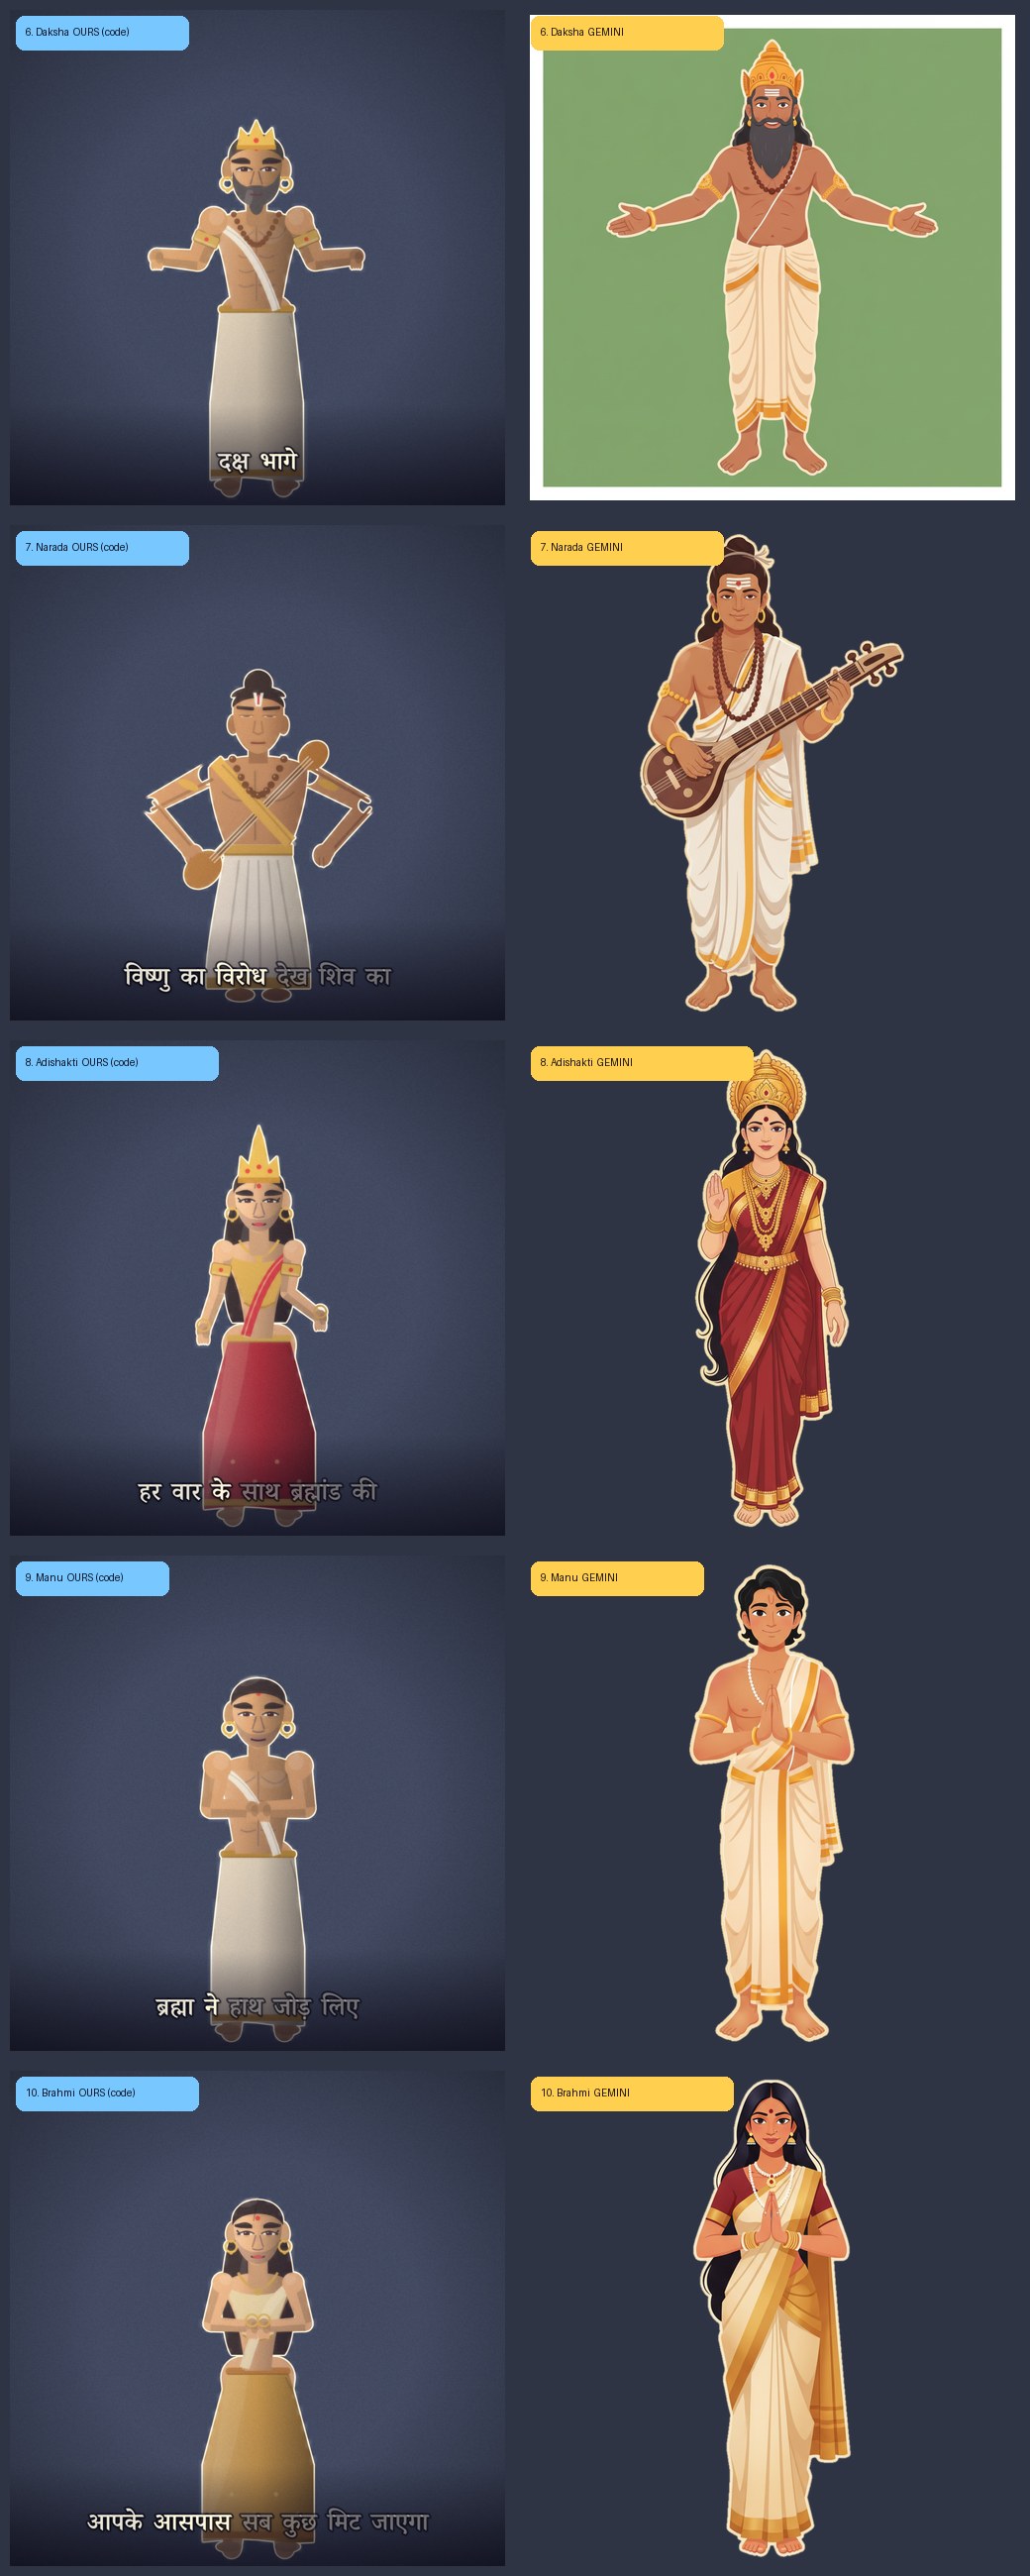 6. Daksha OURS (code)
6. Daksha GEMINI
दक्ष भागे
7. Narada OURS (code)
7. Narada GEMINI
विष्णु का विरोध देख शिव का
8. Adishakti OURS (code)
8. Adishakti GEMINI
हर वार के साथ ब्रह्मांड की
9. Manu OURS (code)
9. Manu GEMINI
ब्रह्मा ने हाथ जोड़ लिए
10. Brahmi OURS (code)
10. Brahmi GEMINI
आपके आसपास सब कुछ मिट जाएगा